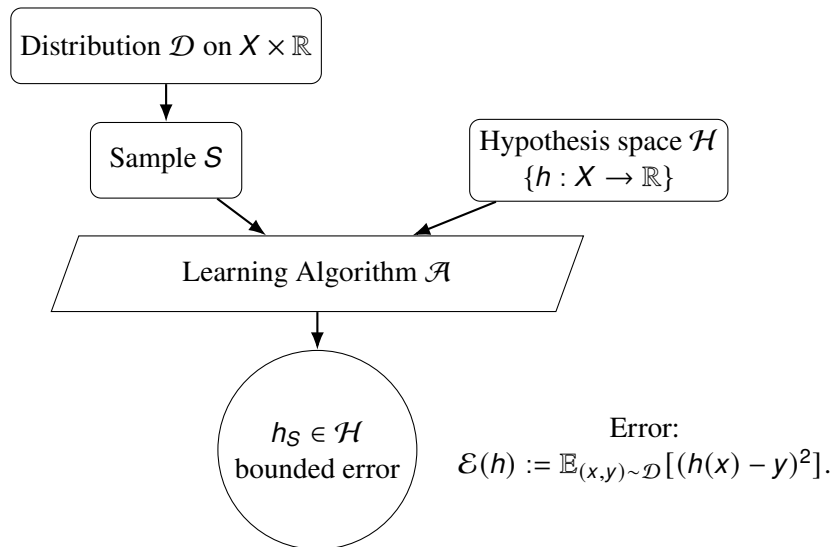 Distribution 𝒟 on X × ℝ
Sample S
Hypothesis space ℋ
{h : X → ℝ}
Learning Algorithm 𝒜
h_S ∈ ℋ
bounded error
Error:
ℰ(h) := 𝔼_{(x,y)∼𝒟}[(h(x) − y)²].